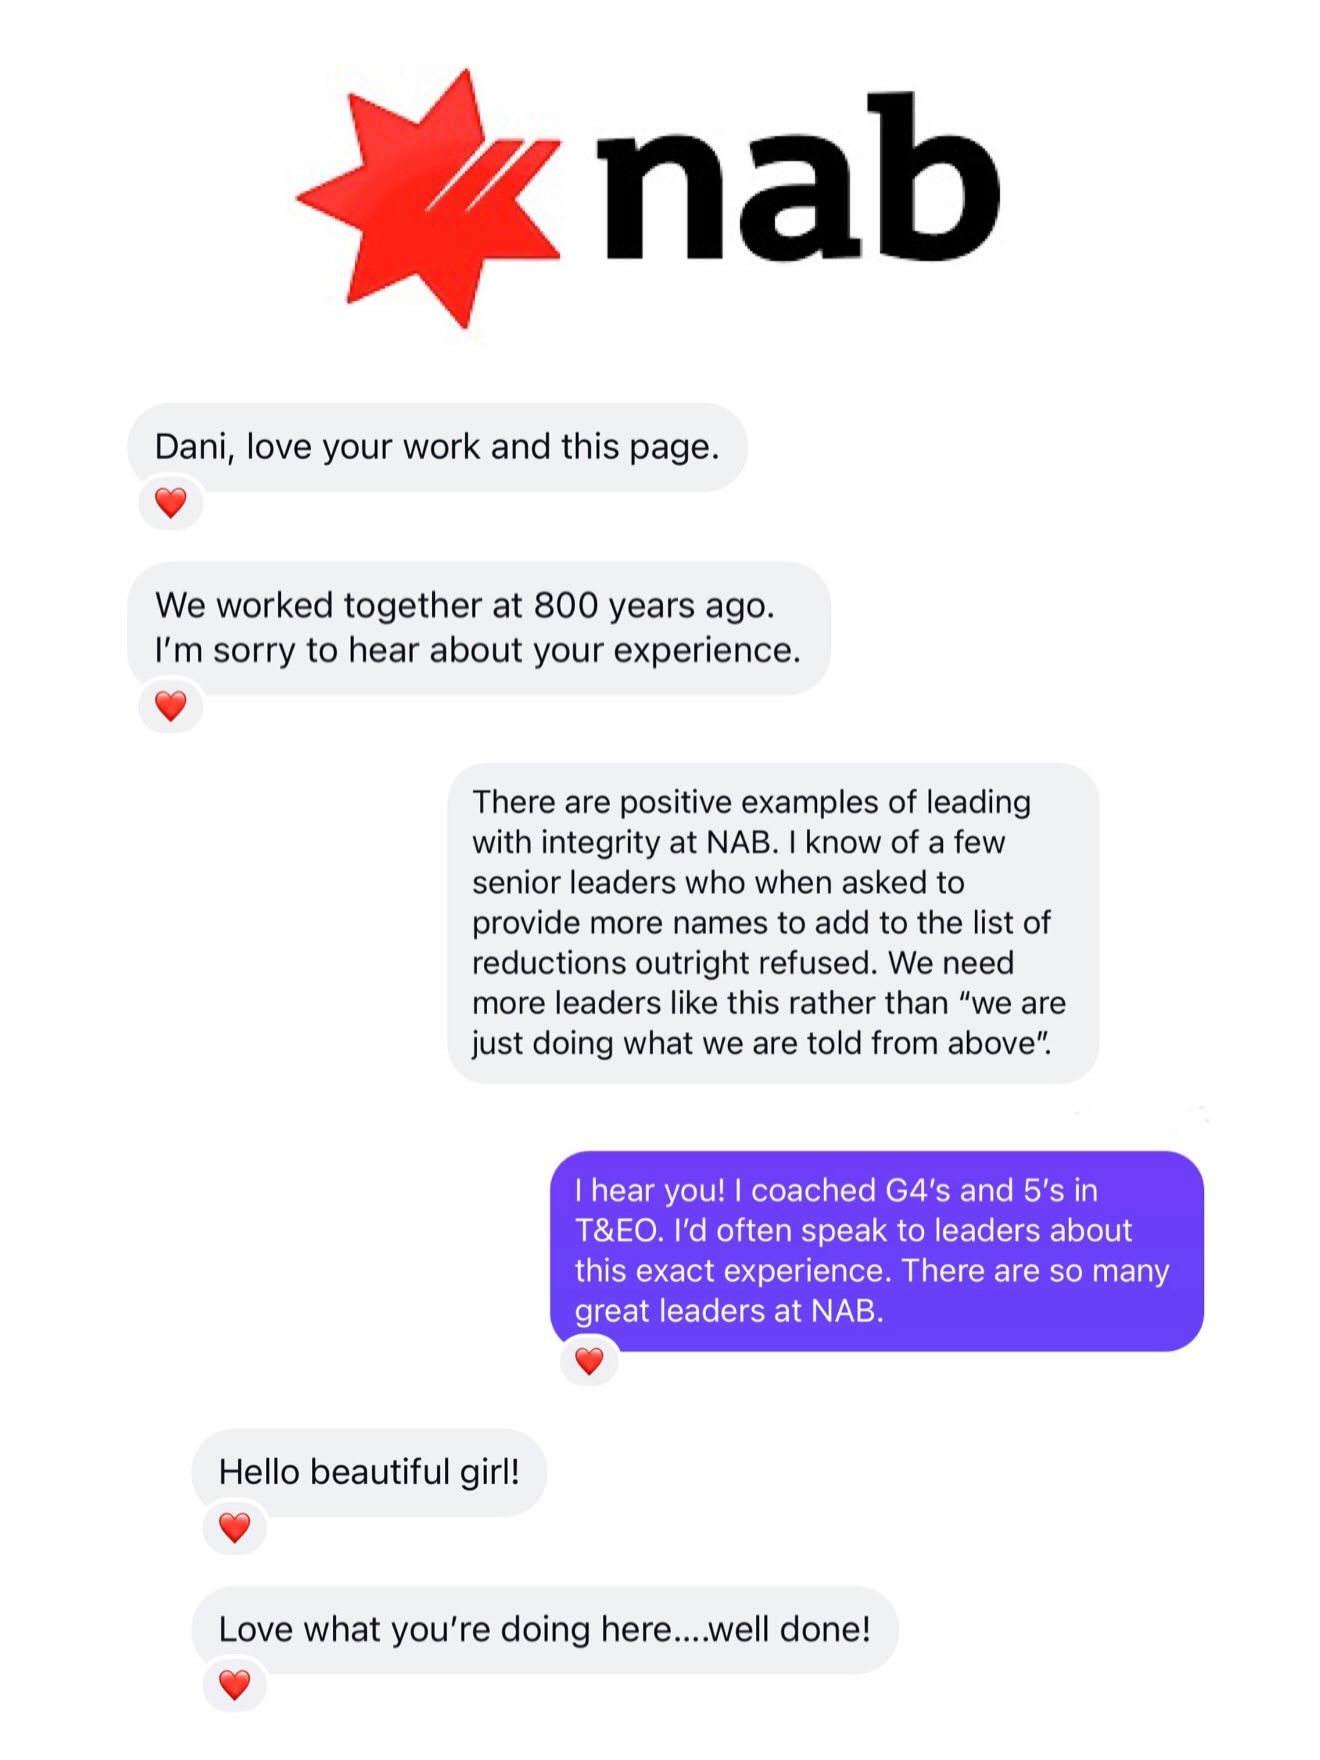 nab
Dani, love your work and this page.
We worked together at 800 years ago.
I’m sorry to hear about your experience.
There are positive examples of leading
with integrity at NAB. I know of a few
senior leaders who when asked to
provide more names to add to the list of
reductions outright refused. We need
more leaders like this rather than “we are
just doing what we are told from above”.
I hear you! I coached G4’s and 5’s in
T&EO. I’d often speak to leaders about
this exact experience. There are so many
great leaders at NAB.
Hello beautiful girl!
Love what you’re doing here....well done!